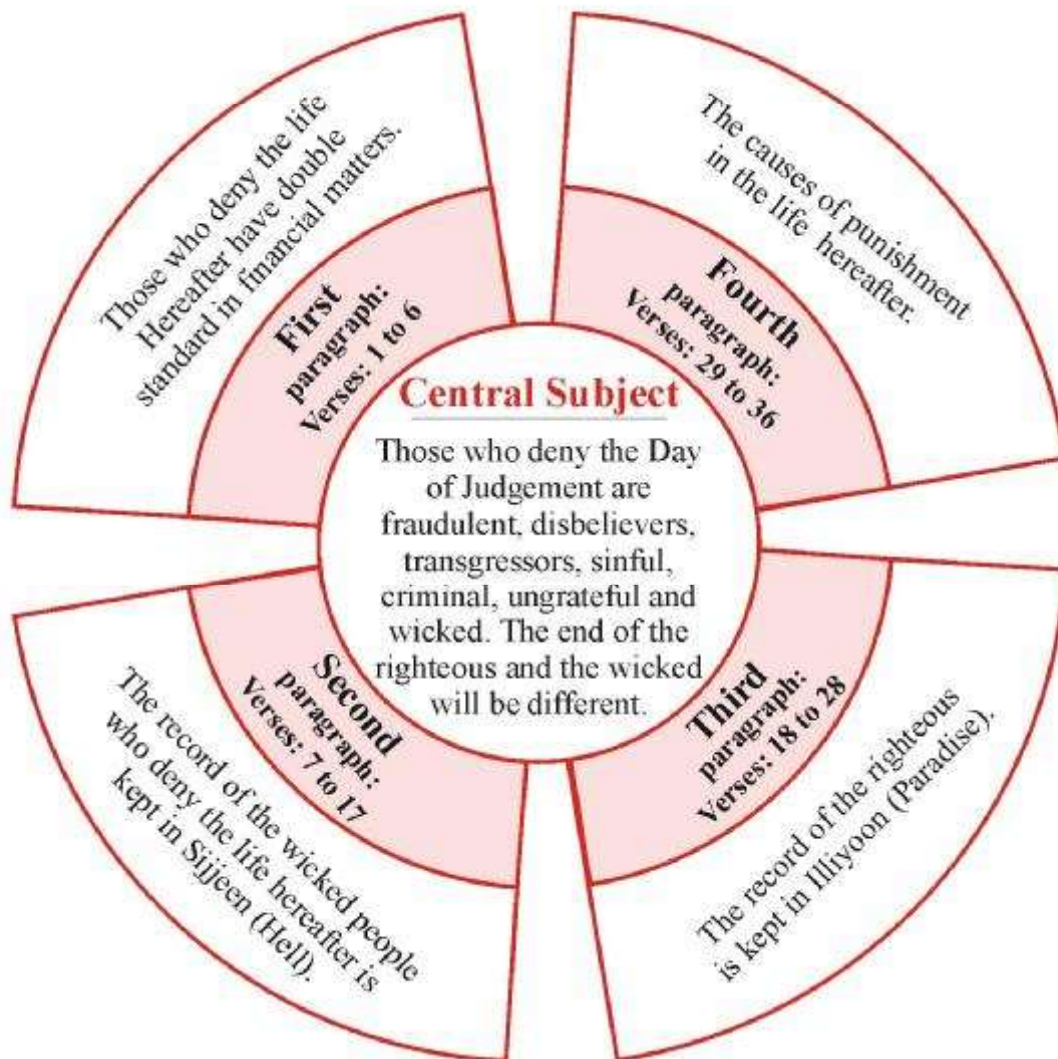 Those who deny the life
Hereafter have double
standard in financial matters.
First
paragraph:
Verses: 1 to 6
The causes of punishment
in the life hereafter.
Fourth
paragraph:
Verses: 29 to 36
Central Subject
Those who deny the Day
of Judgement are
fraudulent, disbelievers,
transgressors, sinful,
criminal, ungrateful and
wicked. The end of the
righteous and the wicked
will be different.
Second
paragraph:
Verses: 7 to 17
The record of the wicked people
who deny the life hereafter is
kept in Sijjeen (Hell).
Third
paragraph:
Verses: 18 to 28
The record of the righteous
is kept in Illiyoon (Paradise).